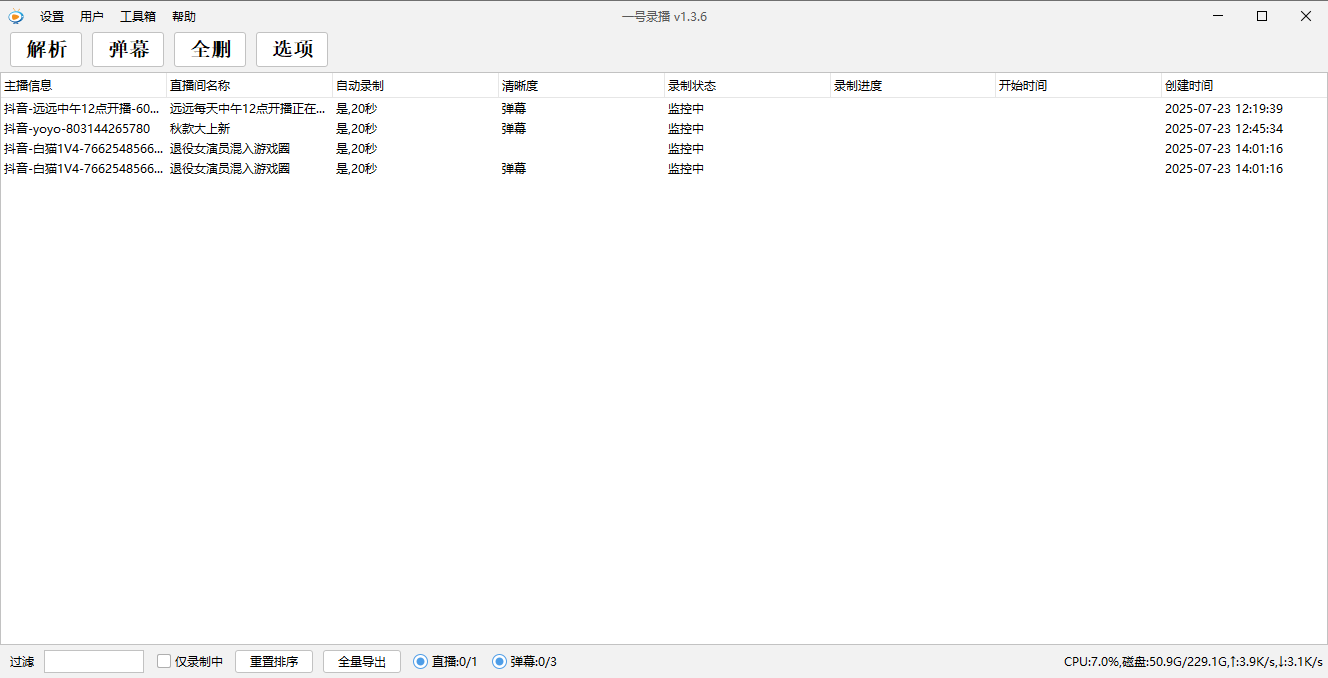 设置 用户 工具箱 帮助 一号录播 v1.3.6
解析 弹幕 全删 选项
主播信息 直播间名称 自动录制 清晰度 录制状态 录制进度 开始时间 创建时间
抖音-远远中午12点开播-60... 远远每天中午12点开播正在... 是,20秒 弹幕 监控中 2025-07-23 12:19:39
抖音-yoyo-803144265780 秋款大上新 是,20秒 弹幕 监控中 2025-07-23 12:45:34
抖音-白猫1V4-7662548566... 退役女演员混入游戏圈 是,20秒 监控中 2025-07-23 14:01:16
抖音-白猫1V4-7662548566... 退役女演员混入游戏圈 是,20秒 弹幕 监控中 2025-07-23 14:01:16
过滤 仅录制中 重置排序 全量导出 直播:0/1 弹幕:0/3 CPU:7.0%,磁盘:50.9G/229.1G,↑:3.9K/s,↓:3.1K/s